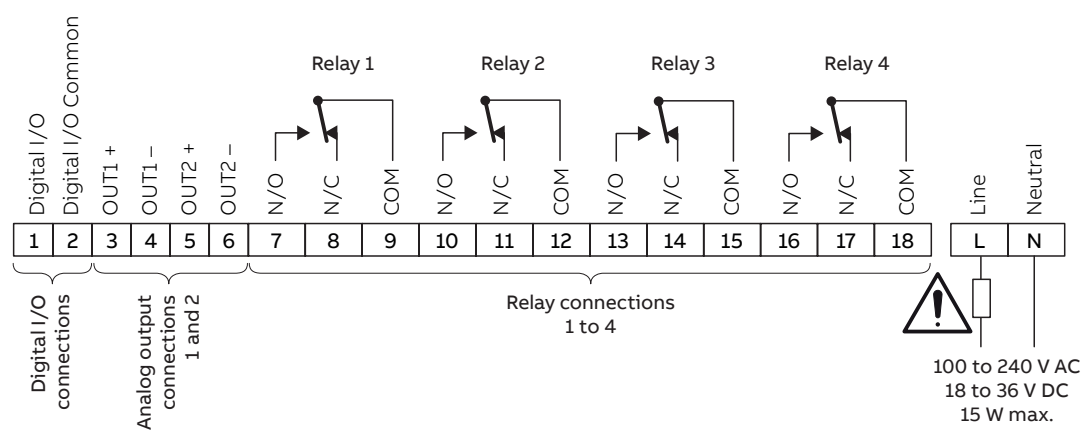 Relay 1
Relay 2
Relay 3
Relay 4
Digital I/O
Digital I/O Common
OUT1 +
OUT1 –
OUT2 +
OUT2 –
N/O
N/C
COM
N/O
N/C
COM
N/O
N/C
COM
N/O
N/C
COM
Line
Neutral
1 2 3 4 5 6 7 8 9 10 11 12 13 14 15 16 17 18 L N
Digital I/O
connections
Analog output
connections
1 and 2
Relay connections
1 to 4
!
100 to 240 V AC
18 to 36 V DC
15 W max.